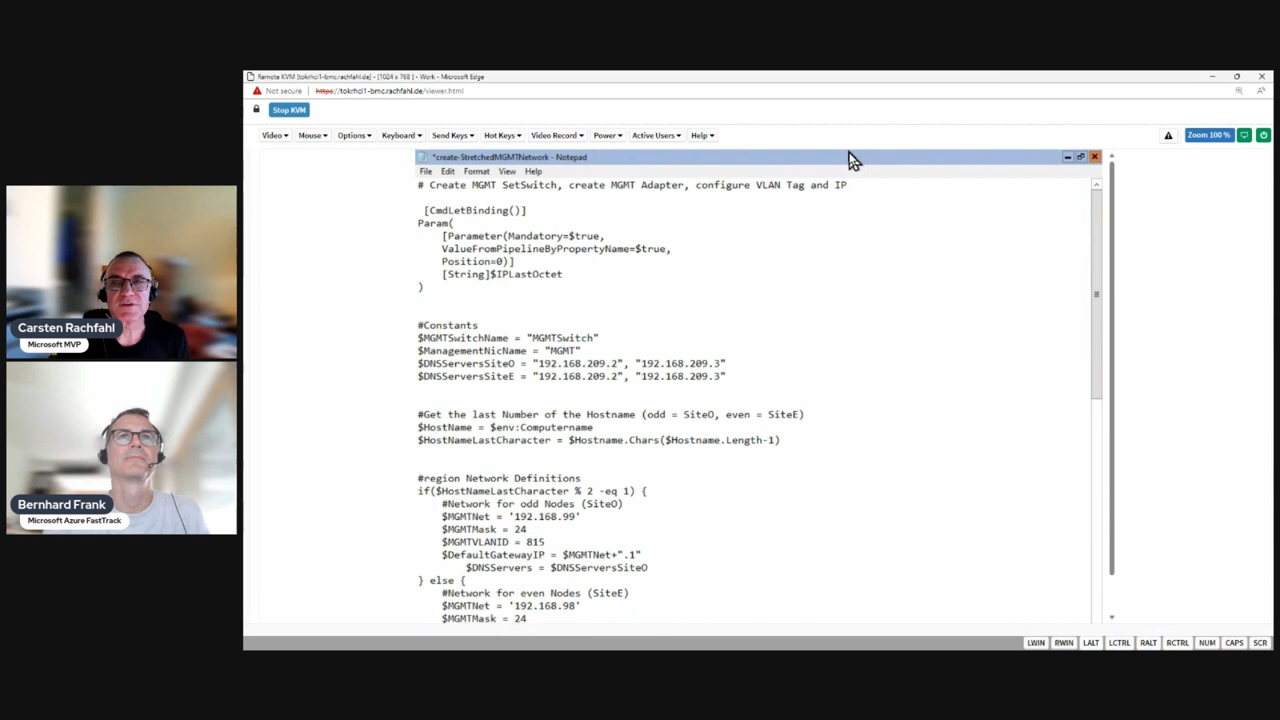 Remote KVM [tokrhci1-bmc.rachfahl.de] - [1024 x 768 ] - Work - Microsoft Edge
Not secure
https://tokrhci1-bmc.rachfahl.de/viewer.html
Stop KVM
Video Mouse Options Keyboard Send Keys Hot Keys Video Record Power Active Users Help
Zoom 100 %
*create-StretchedMGMTNetwork - Notepad
File Edit Format View Help
# Create MGMT SetSwitch, create MGMT Adapter, configure VLAN Tag and IP
[CmdLetBinding()]
Param(
[Parameter(Mandatory=$true,
ValueFromPipelineByPropertyName=$true,
Position=0)]
[String]$IPLastOctet
)
#Constants
$MGMTSwitchName = "MGMTSwitch"
$ManagementNicName = "MGMT"
$DNSServersSiteO = "192.168.209.2", "192.168.209.3"
$DNSServersSiteE = "192.168.209.2", "192.168.209.3"
#Get the last Number of the Hostname (odd = SiteO, even = SiteE)
$HostName = $env:Computername
$HostNameLastCharacter = $Hostname.Chars($Hostname.Length-1)
#region Network Definitions
if($HostNameLastCharacter % 2 -eq 1) {
#Network for odd Nodes (SiteO)
$MGMTNet = '192.168.99'
$MGMTMask = 24
$MGMTVLANID = 815
$DefaultGatewayIP = $MGMTNet+".1"
$DNSServers = $DNSServersSiteO
} else {
#Network for even Nodes (SiteE)
$MGMTNet = '192.168.98'
$MGMTMask = 24
LWIN RWIN LALT LCTRL RALT RCTRL NUM CAPS SCR
Carsten Rachfahl
Microsoft MVP
Bernhard Frank
Microsoft Azure FastTrack